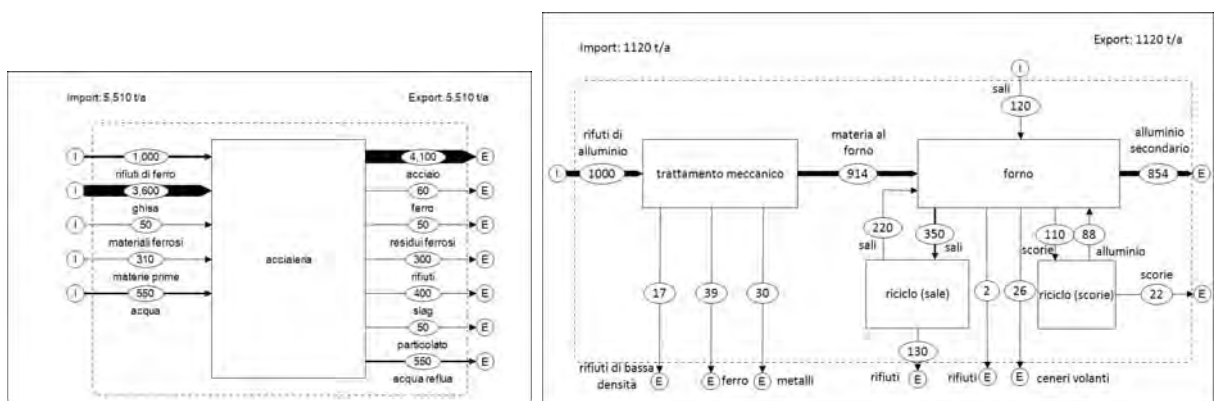 Import: 5,510 t/a
Export: 5,510 t/a
I
1,000
rifiuti di ferro
I
3,600
ghisa
I
50
materiali ferrosi
I
310
materie prime
I
550
acqua
acciaieria
4,100
E
acciaio
60
E
ferro
50
E
residui ferrosi
300
E
rifiuti
400
E
slag
50
E
particolato
550
E
acqua reflua
Import: 1120 t/a
Export: 1120 t/a
I
sali
120
rifiuti di
alluminio
I
1000
trattamento meccanico
materia al
forno
914
forno
alluminio
secondario
854
E
220
sali
350
sali
110
scorie
88
alluminio
17
39
30
riciclo (sale)
2
26
riciclo (scorie)
scorie
22
E
130
rifiuti di bassa
densità
E
E
ferro
E
metalli
rifiuti
E
rifiuti
E
E
ceneri volanti